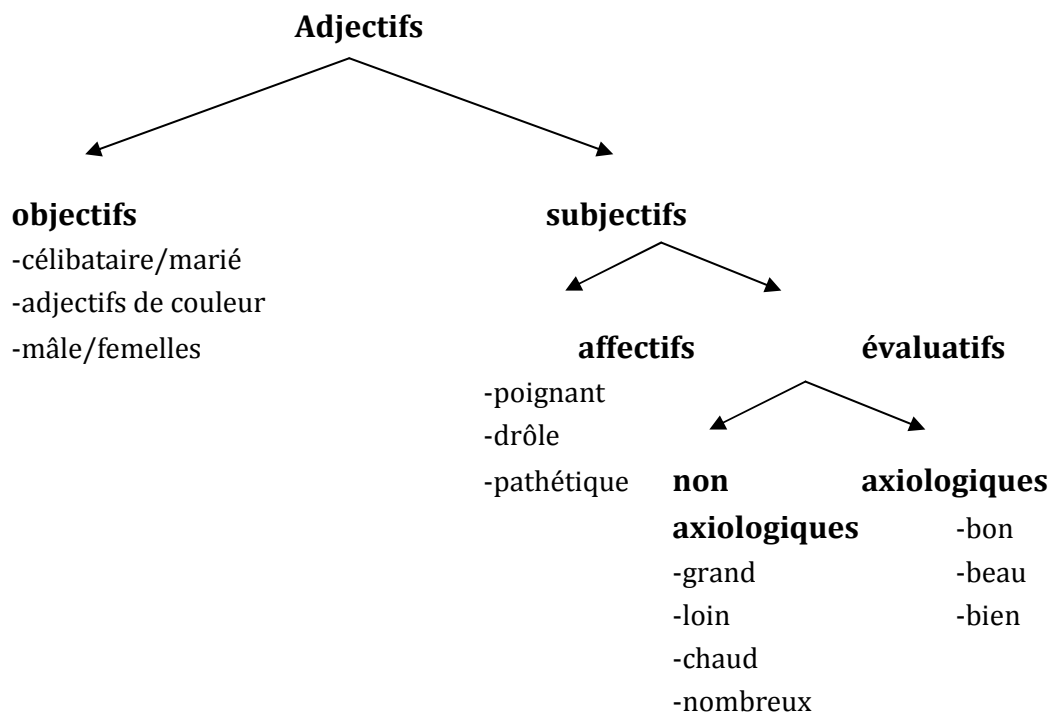 Adjectifs
objectifs
-célibataire/marié
-adjectifs de couleur
-mâle/femelles
subjectifs
affectifs
-poignant
-drôle
-pathétique
évaluatifs
non
axiologiques
-grand
-loin
-chaud
-nombreux
axiologiques
-bon
-beau
-bien